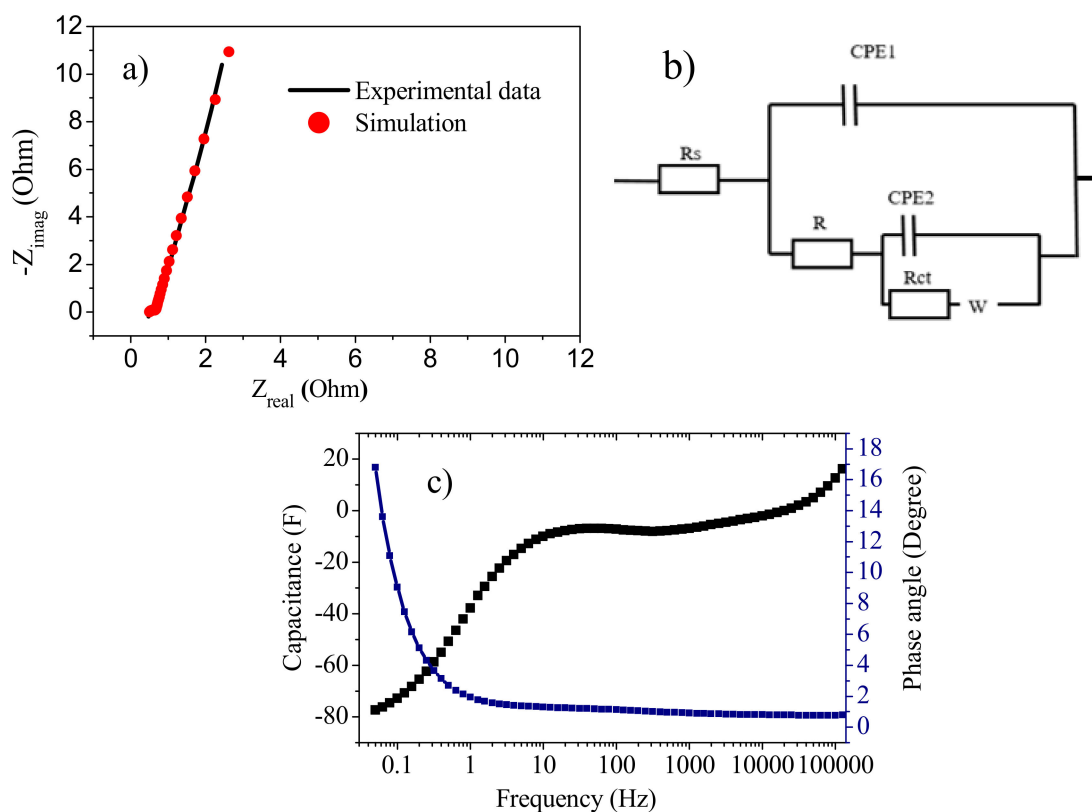 a)
12
10
8
6
4
2
0
-Z_imag (Ohm)
Experimental data
Simulation
0 2 4 6 8 10 12
Z_real (Ohm)
b)
CPE1
Rs
CPE2
R
Rct
W
c)
20
0
-20
-40
-60
-80
Capacitance (F)
18
16
14
12
10
8
6
4
2
0
Phase angle (Degree)
0.1 1 10 100 1000 10000 100000
Frequency (Hz)